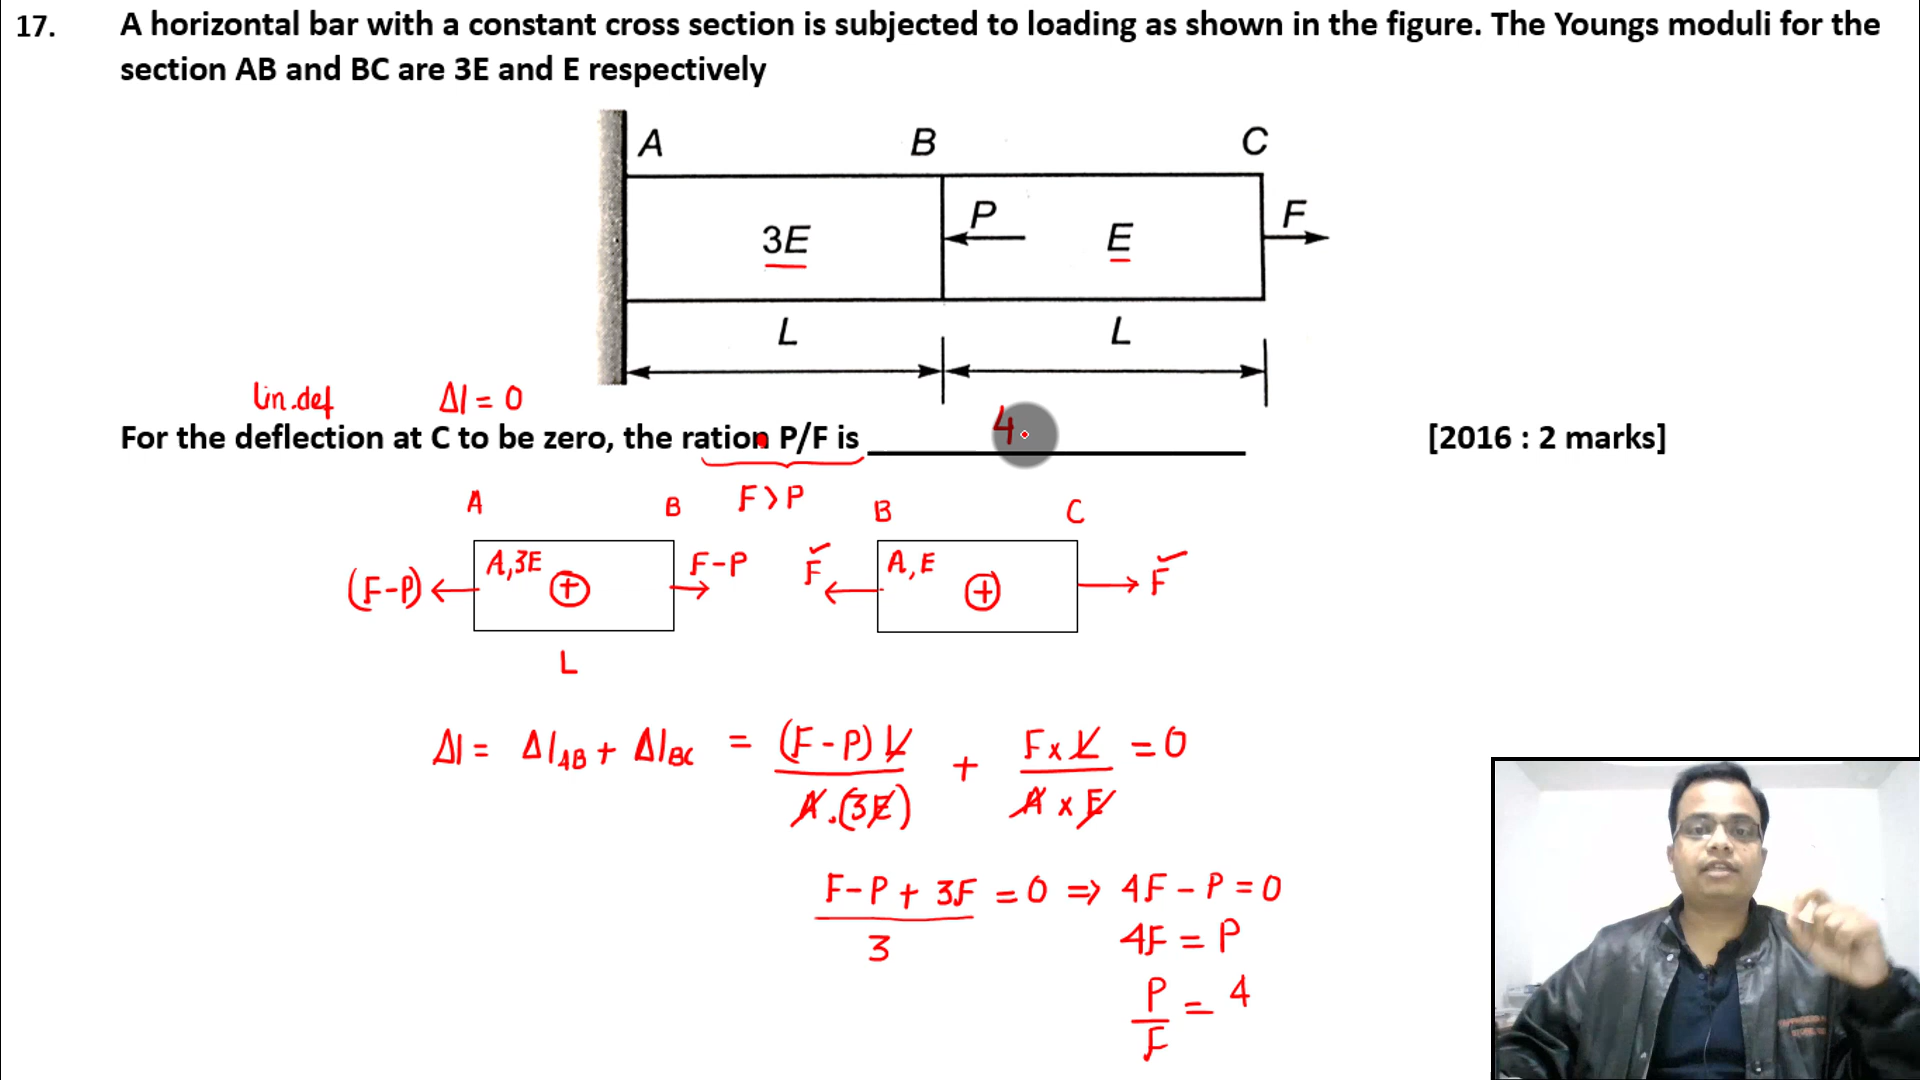 17. A horizontal bar with a constant cross section is subjected to loading as shown in the figure. The Youngs moduli for the
section AB and BC are 3E and E respectively
A B C
P F
3E E
L L
Lin.def Δl = 0
4.
For the deflection at C to be zero, the ration P/F is ____________ [2016 : 2 marks]
F>P
A B B C
(F-P) A,3E + F-P F A,E + F
L
Δl = Δl_AB + Δl_BC = (F-P)L / A.(3E) + F x L / A x E = 0
F-P + 3F / 3 = 0 ⇒ 4F - P = 0
4F = P
P/F = 4